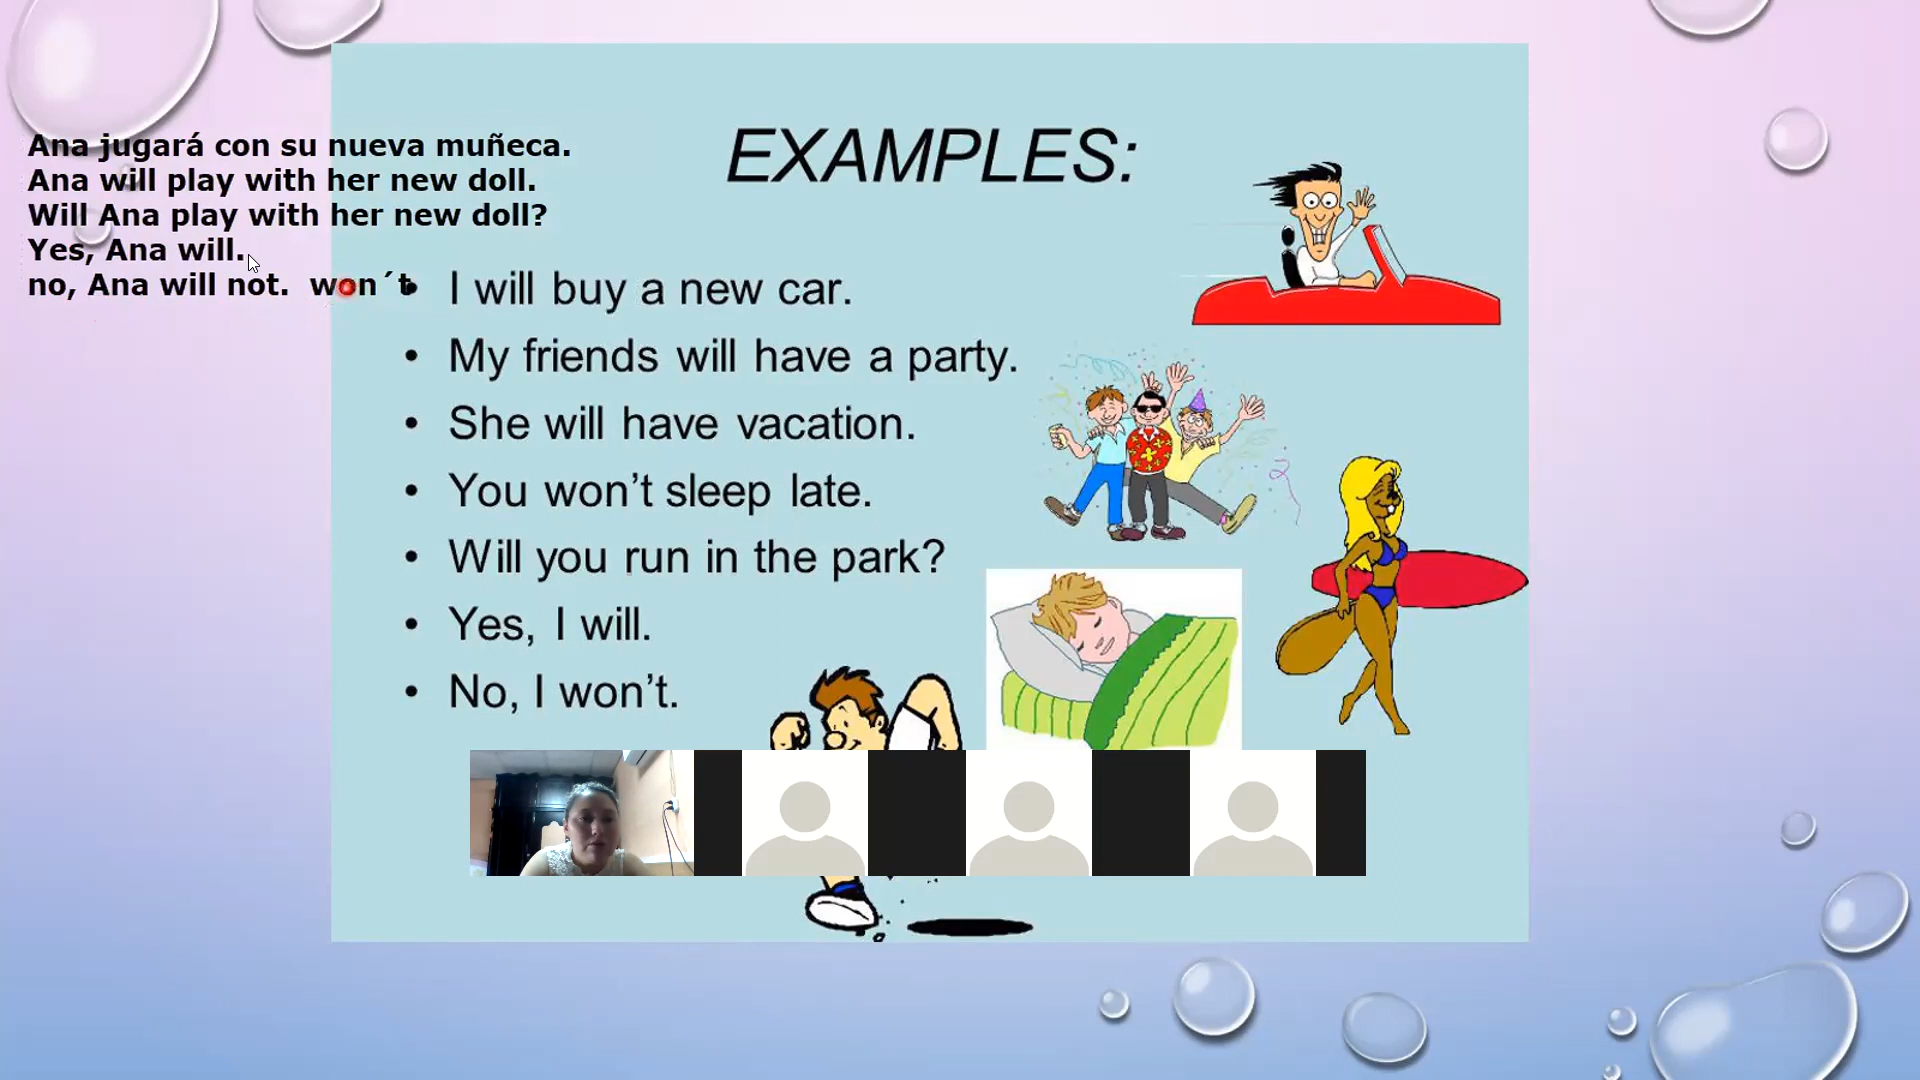 Ana jugará con su nueva muñeca.
Ana will play with her new doll.
Will Ana play with her new doll?
Yes, Ana will.
no, Ana will not.  won´t
EXAMPLES:
• I will buy a new car.
• My friends will have a party.
• She will have vacation.
• You won’t sleep late.
• Will you run in the park?
• Yes, I will.
• No, I won’t.